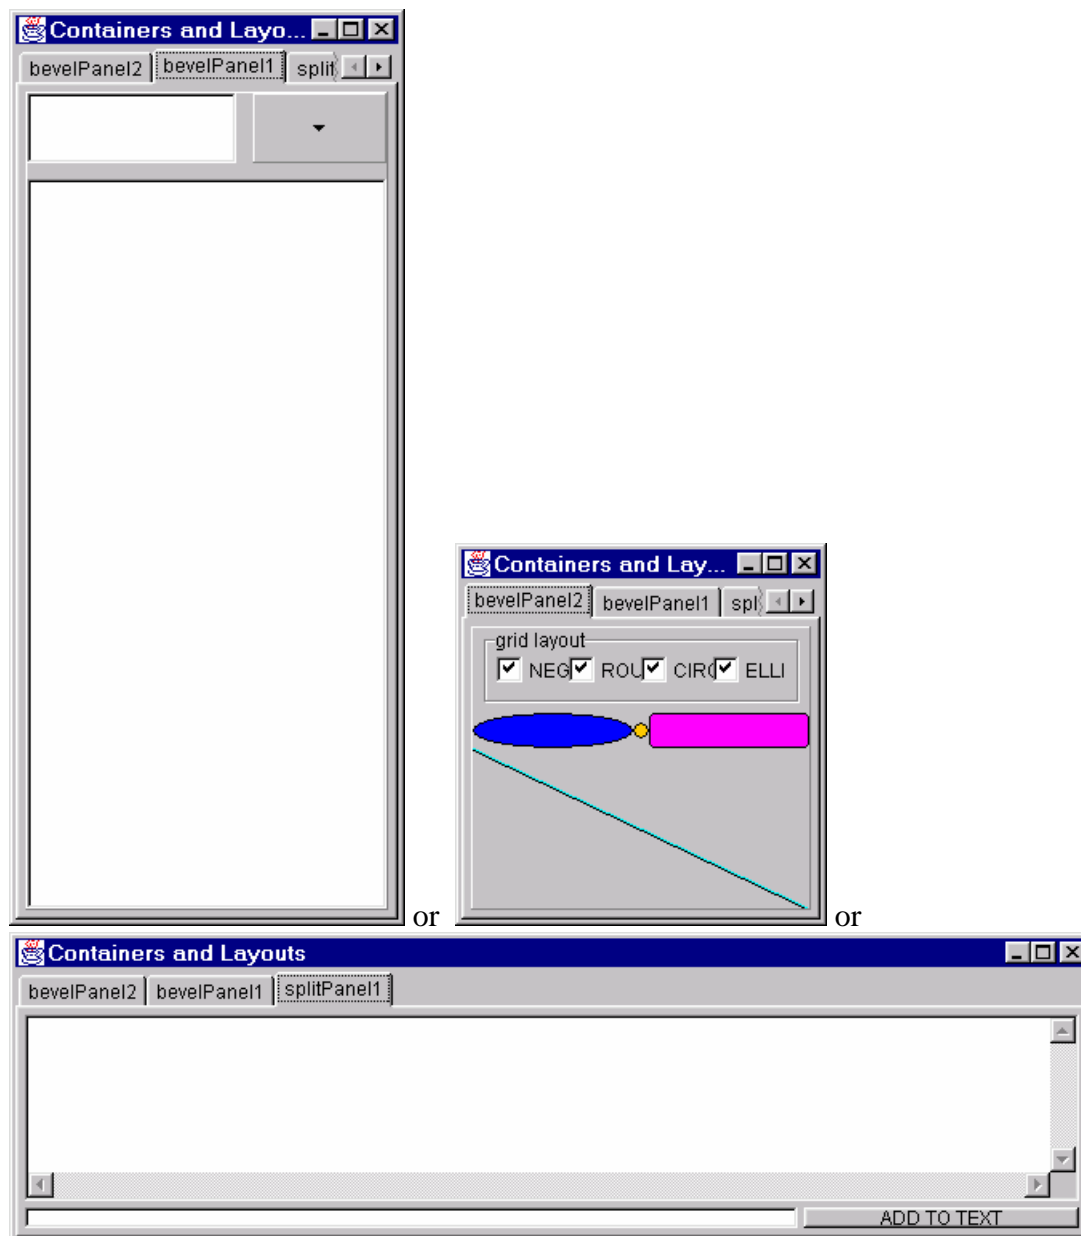 Containers and Layo...
bevelPanel2 bevelPanel1 split
or
Containers and Lay...
bevelPanel2 bevelPanel1 spl
grid layout
NEG ROU CIRC ELLI
or
Containers and Layouts
bevelPanel2 bevelPanel1 splitPanel1
ADD TO TEXT